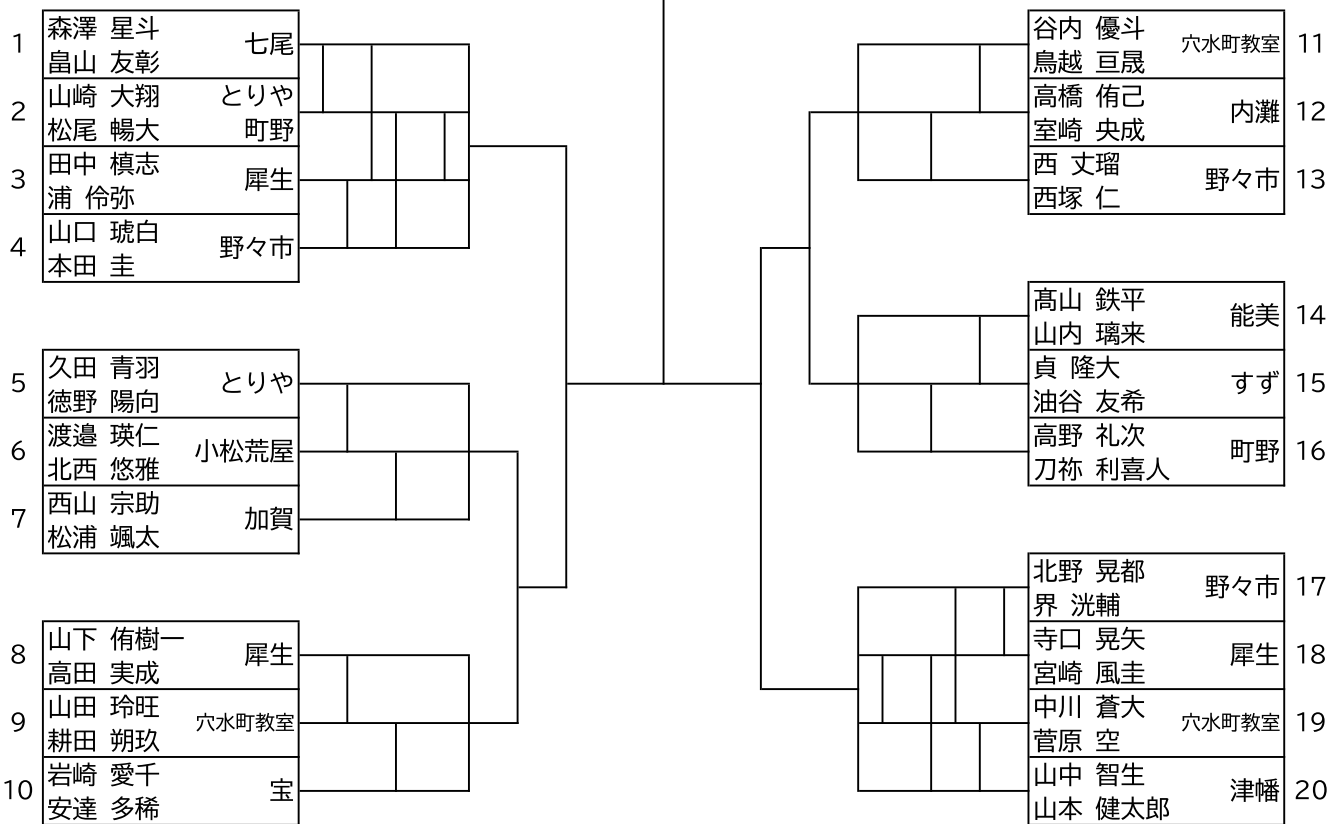 1 森澤 星斗 七尾
畠山 友彰
2 山崎 大翔 とりや
松尾 暢大 町野
3 田中 槙志 犀生
浦 伶弥
4 山口 琥白 野々市
本田 圭
5 久田 青羽 とりや
徳野 陽向
6 渡邉 瑛仁 小松荒屋
北西 悠雅
7 西山 宗助 加賀
松浦 颯太
8 山下 侑樹一 犀生
高田 実成
9 山田 玲旺 穴水町教室
耕田 朔玖
10 岩崎 愛千 宝
安達 多稀
谷内 優斗 穴水町教室 11
鳥越 亘晟
高橋 侑己 内灘 12
室崎 央成
西 丈瑠 野々市 13
西塚 仁
髙山 鉄平 能美 14
山内 璃来
貞 隆大 すず 15
油谷 友希
高野 礼次 町野 16
刀祢 利喜人
北野 晃都 野々市 17
界 洸輔
寺口 晃矢 犀生 18
宮崎 風圭
中川 蒼大 穴水町教室 19
菅原 空
山中 智生 津幡 20
山本 健太郎